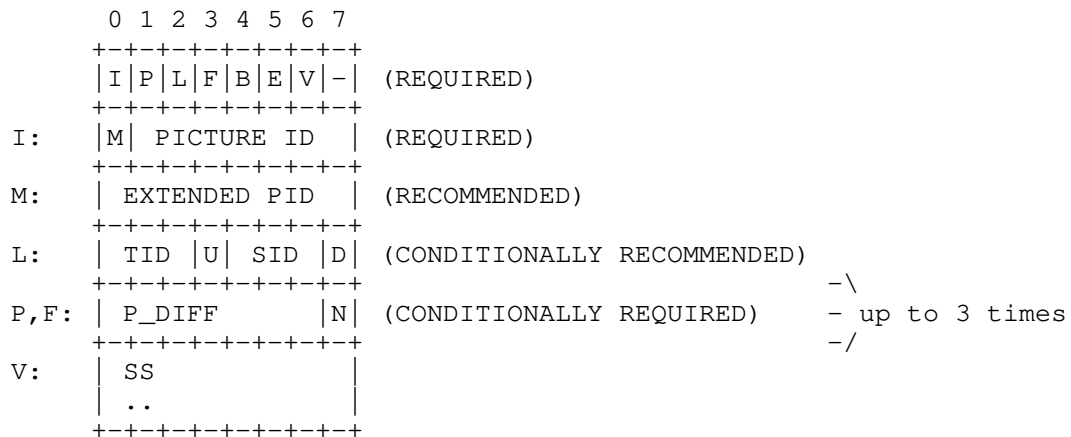 0 1 2 3 4 5 6 7
      +-+-+-+-+-+-+-+-+
      |I|P|L|F|B|E|V|-| (REQUIRED)
      +-+-+-+-+-+-+-+-+
I:    |M| PICTURE ID  | (REQUIRED)
      +-+-+-+-+-+-+-+-+
M:    | EXTENDED PID  | (RECOMMENDED)
      +-+-+-+-+-+-+-+-+
L:    | TID |U| SID |D| (CONDITIONALLY RECOMMENDED)
      +-+-+-+-+-+-+-+-+                             -\
P,F:  | P_DIFF      |N| (CONDITIONALLY REQUIRED)    - up to 3 times
      +-+-+-+-+-+-+-+-+                             -/
V:    | SS            |
      | ..            |
      +-+-+-+-+-+-+-+-+